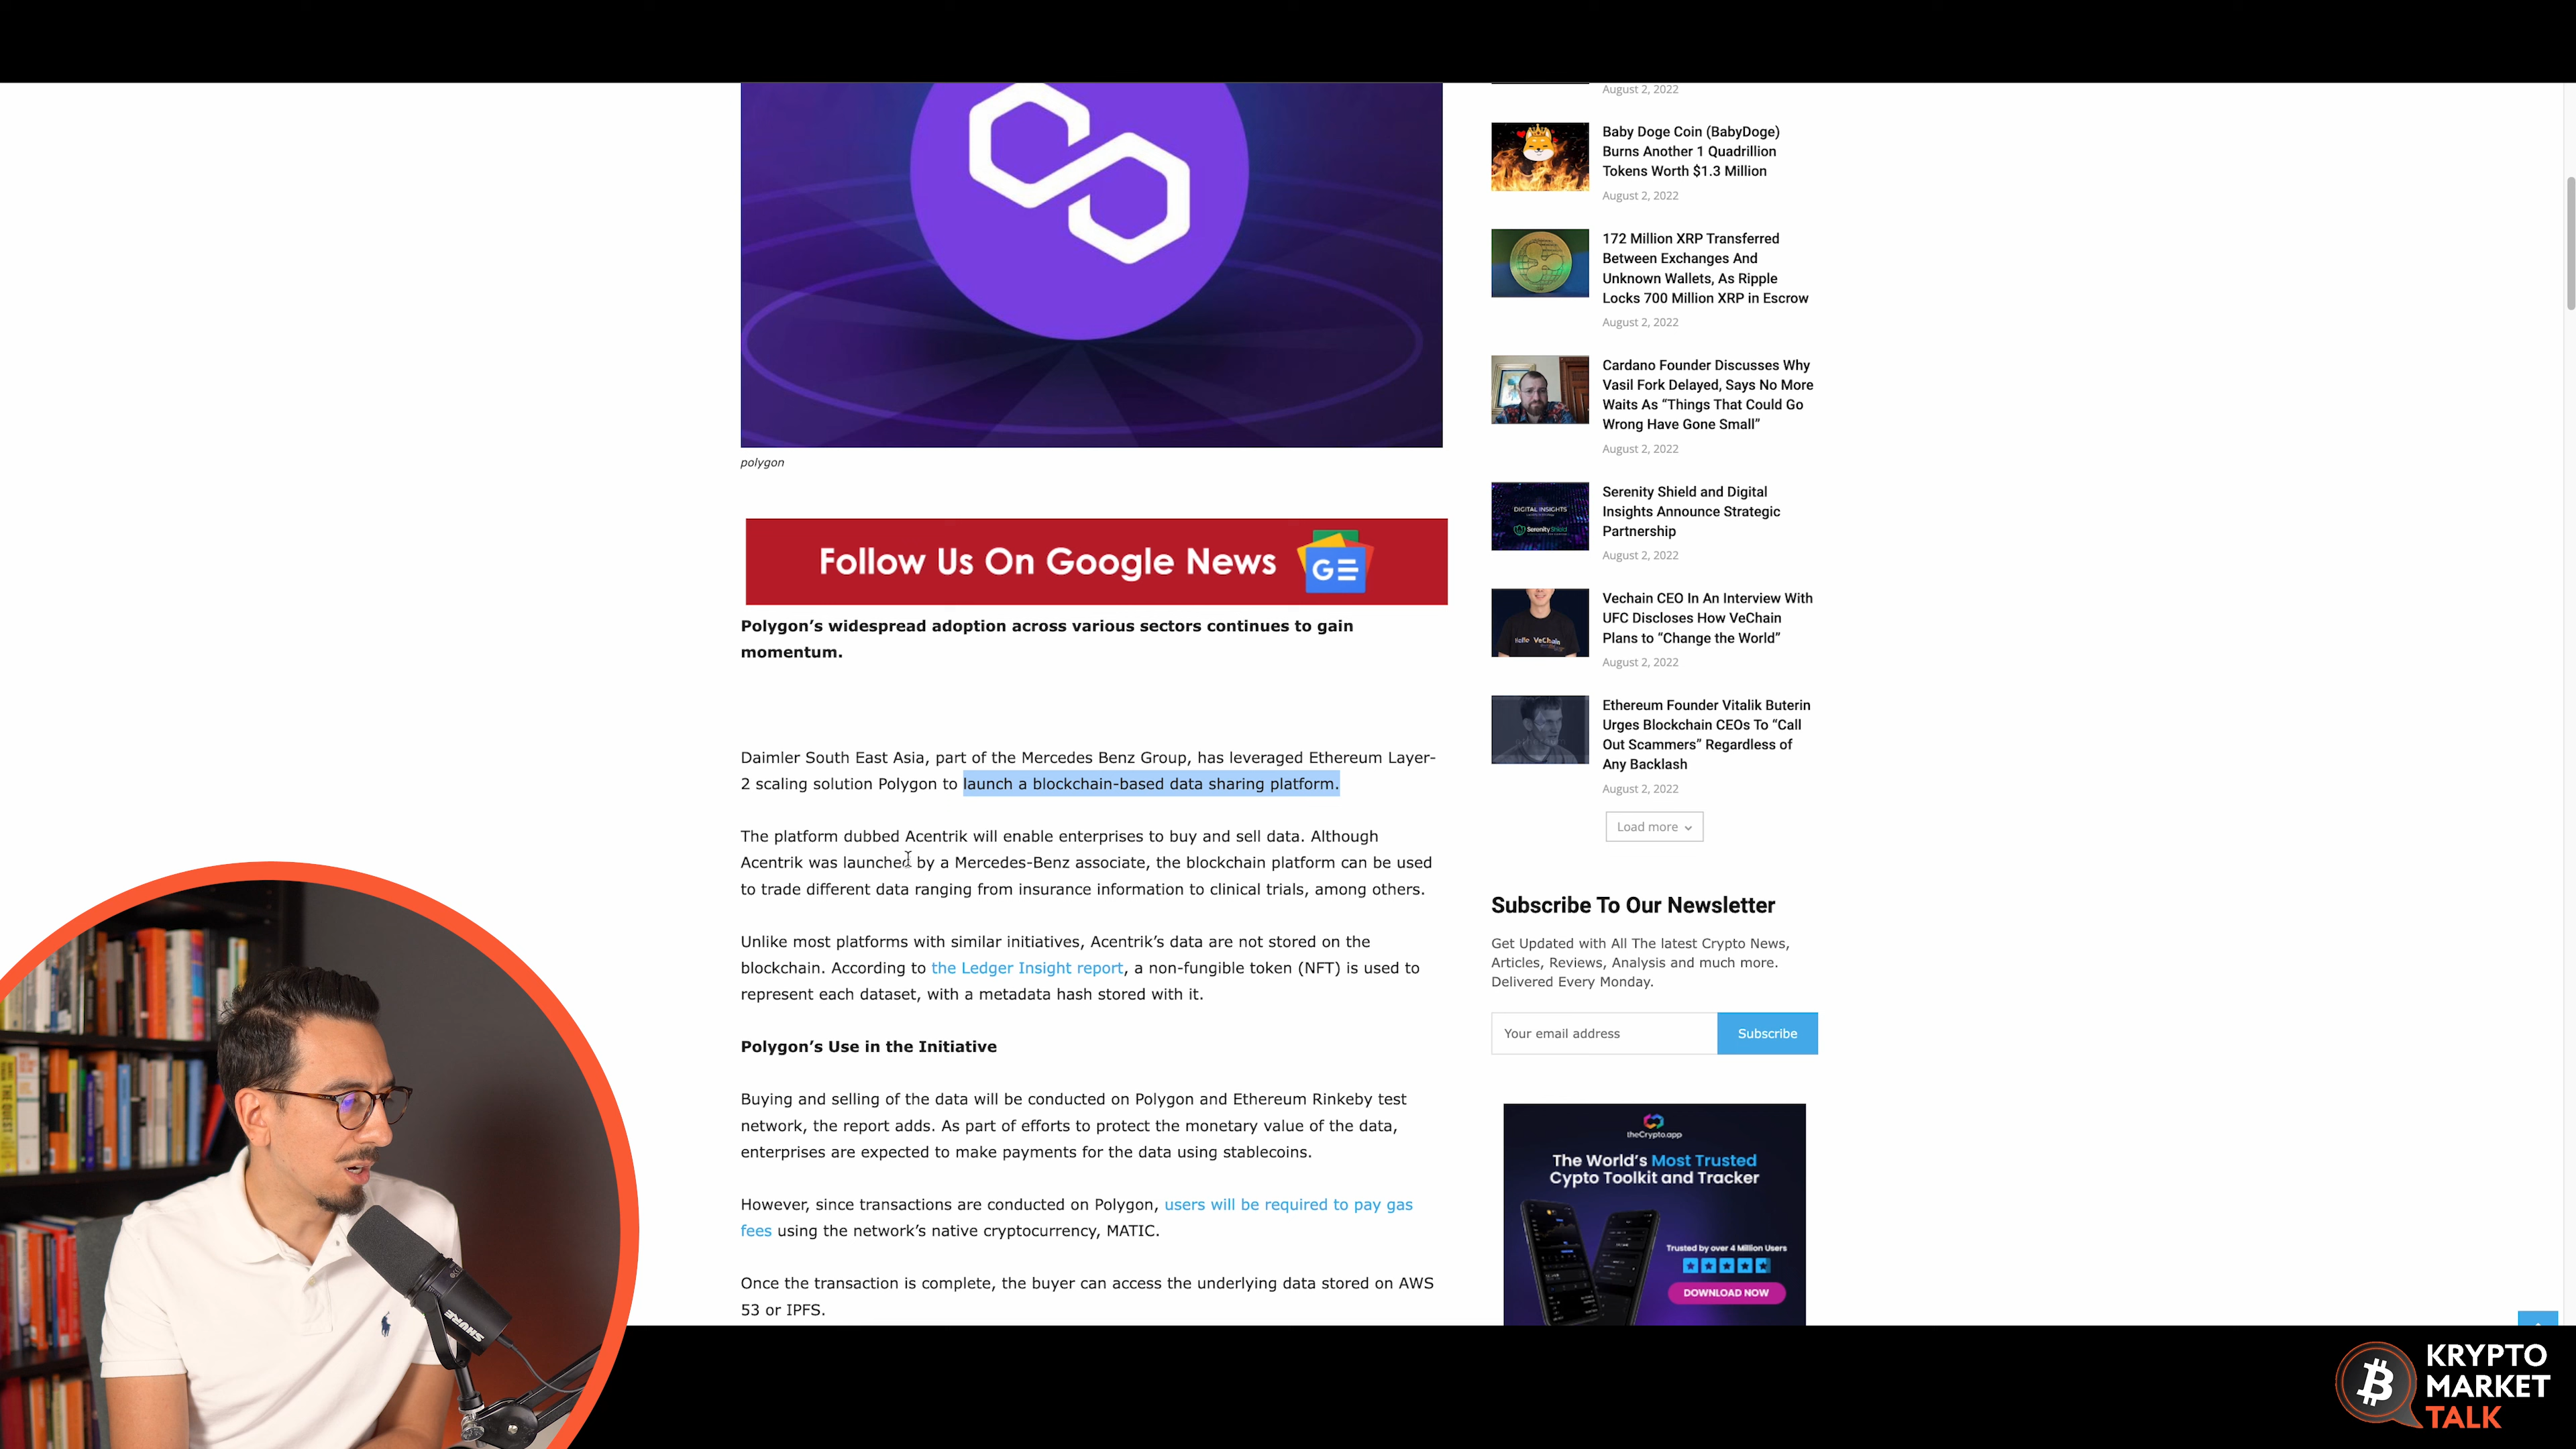 polygon
Follow Us On Google News
GE
Polygon’s widespread adoption across various sectors continues to gain
momentum.
Daimler South East Asia, part of the Mercedes Benz Group, has leveraged Ethereum Layer-
2 scaling solution Polygon to launch a blockchain-based data sharing platform.
The platform dubbed Acentrik will enable enterprises to buy and sell data. Although
Acentrik was launched by a Mercedes-Benz associate, the blockchain platform can be used
to trade different data ranging from insurance information to clinical trials, among others.
Unlike most platforms with similar initiatives, Acentrik’s data are not stored on the
blockchain. According to the Ledger Insight report, a non-fungible token (NFT) is used to
represent each dataset, with a metadata hash stored with it.
Polygon’s Use in the Initiative
Buying and selling of the data will be conducted on Polygon and Ethereum Rinkeby test
network, the report adds. As part of efforts to protect the monetary value of the data,
enterprises are expected to make payments for the data using stablecoins.
However, since transactions are conducted on Polygon, users will be required to pay gas
fees using the network’s native cryptocurrency, MATIC.
Once the transaction is complete, the buyer can access the underlying data stored on AWS
53 or IPFS.
August 2, 2022
Baby Doge Coin (BabyDoge)
Burns Another 1 Quadrillion
Tokens Worth $1.3 Million
August 2, 2022
172 Million XRP Transferred
Between Exchanges And
Unknown Wallets, As Ripple
Locks 700 Million XRP in Escrow
August 2, 2022
Cardano Founder Discusses Why
Vasil Fork Delayed, Says No More
Waits As “Things That Could Go
Wrong Have Gone Small”
August 2, 2022
DIGITAL INSIGHTS
SerenityShield
Serenity Shield and Digital
Insights Announce Strategic
Partnership
August 2, 2022
Hello VeChain
Vechain CEO In An Interview With
UFC Discloses How VeChain
Plans to “Change the World”
August 2, 2022
Ethereum Founder Vitalik Buterin
Urges Blockchain CEOs To “Call
Out Scammers” Regardless of
Any Backlash
August 2, 2022
Load more
Subscribe To Our Newsletter
Get Updated with All The latest Crypto News,
Articles, Reviews, Analysis and much more.
Delivered Every Monday.
Your email address
Subscribe
theCrypto.app
The World’s Most Trusted
Cypto Toolkit and Tracker
Trusted by over 4 Million Users
DOWNLOAD NOW
THE QUEST
SHURE
KRYPTO
MARKET
TALK